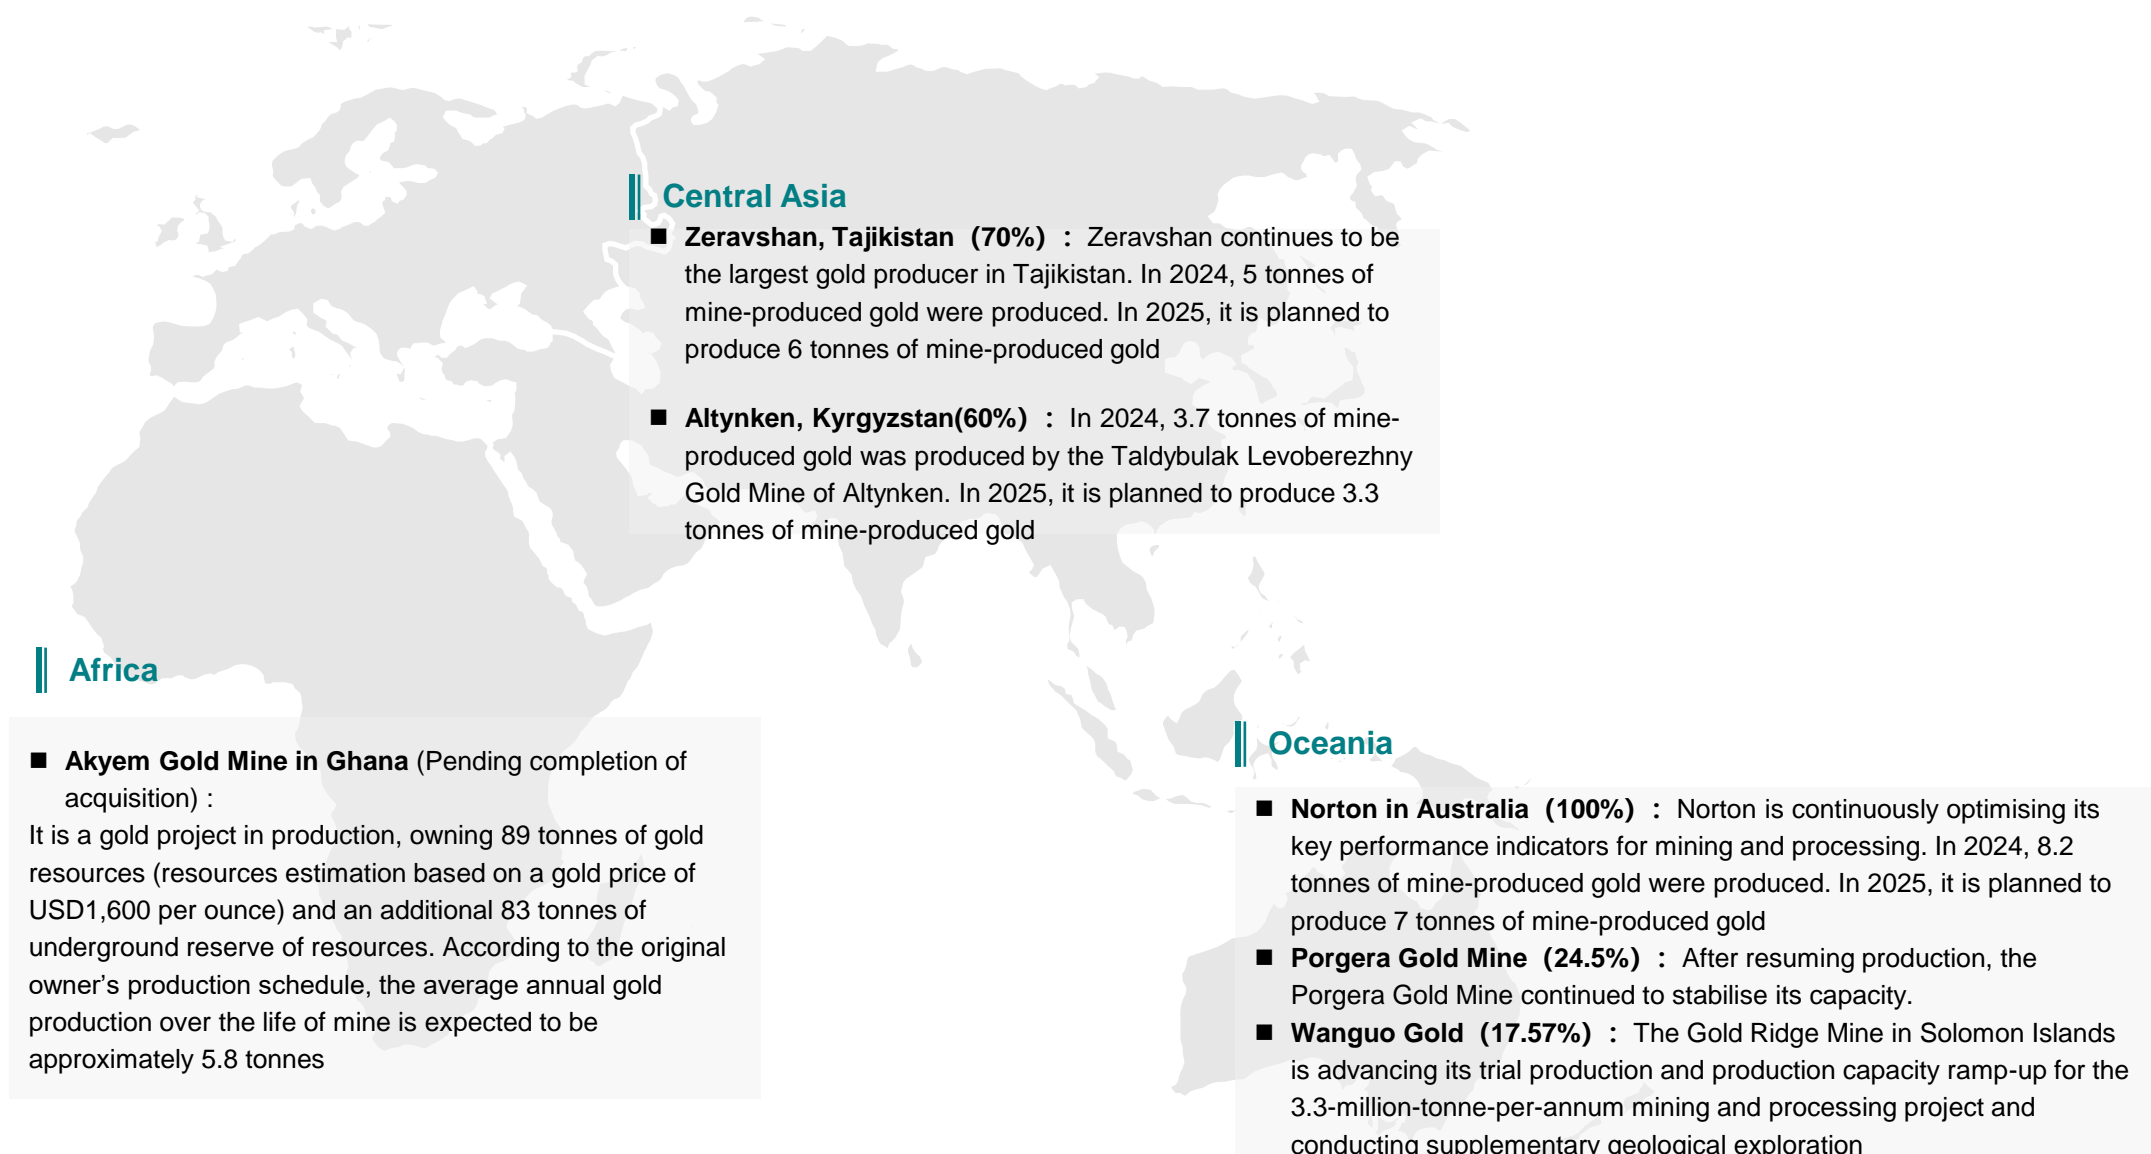 Central Asia
■ Zeravshan, Tajikistan（70%）：Zeravshan continues to be
the largest gold producer in Tajikistan. In 2024, 5 tonnes of
mine-produced gold were produced. In 2025, it is planned to
produce 6 tonnes of mine-produced gold
■ Altynken, Kyrgyzstan(60%）：In 2024, 3.7 tonnes of mine-
produced gold was produced by the Taldybulak Levoberezhny
Gold Mine of Altynken. In 2025, it is planned to produce 3.3
tonnes of mine-produced gold
Africa
■ Akyem Gold Mine in Ghana (Pending completion of
acquisition) :
It is a gold project in production, owning 89 tonnes of gold
resources (resources estimation based on a gold price of
USD1,600 per ounce) and an additional 83 tonnes of
underground reserve of resources. According to the original
owner’s production schedule, the average annual gold
production over the life of mine is expected to be
approximately 5.8 tonnes
Oceania
■ Norton in Australia（100%）：Norton is continuously optimising its
key performance indicators for mining and processing. In 2024, 8.2
tonnes of mine-produced gold were produced. In 2025, it is planned to
produce 7 tonnes of mine-produced gold
■ Porgera Gold Mine（24.5%）：After resuming production, the
Porgera Gold Mine continued to stabilise its capacity.
■ Wanguo Gold（17.57%）：The Gold Ridge Mine in Solomon Islands
is advancing its trial production and production capacity ramp-up for the
3.3-million-tonne-per-annum mining and processing project and
conducting supplementary geological exploration